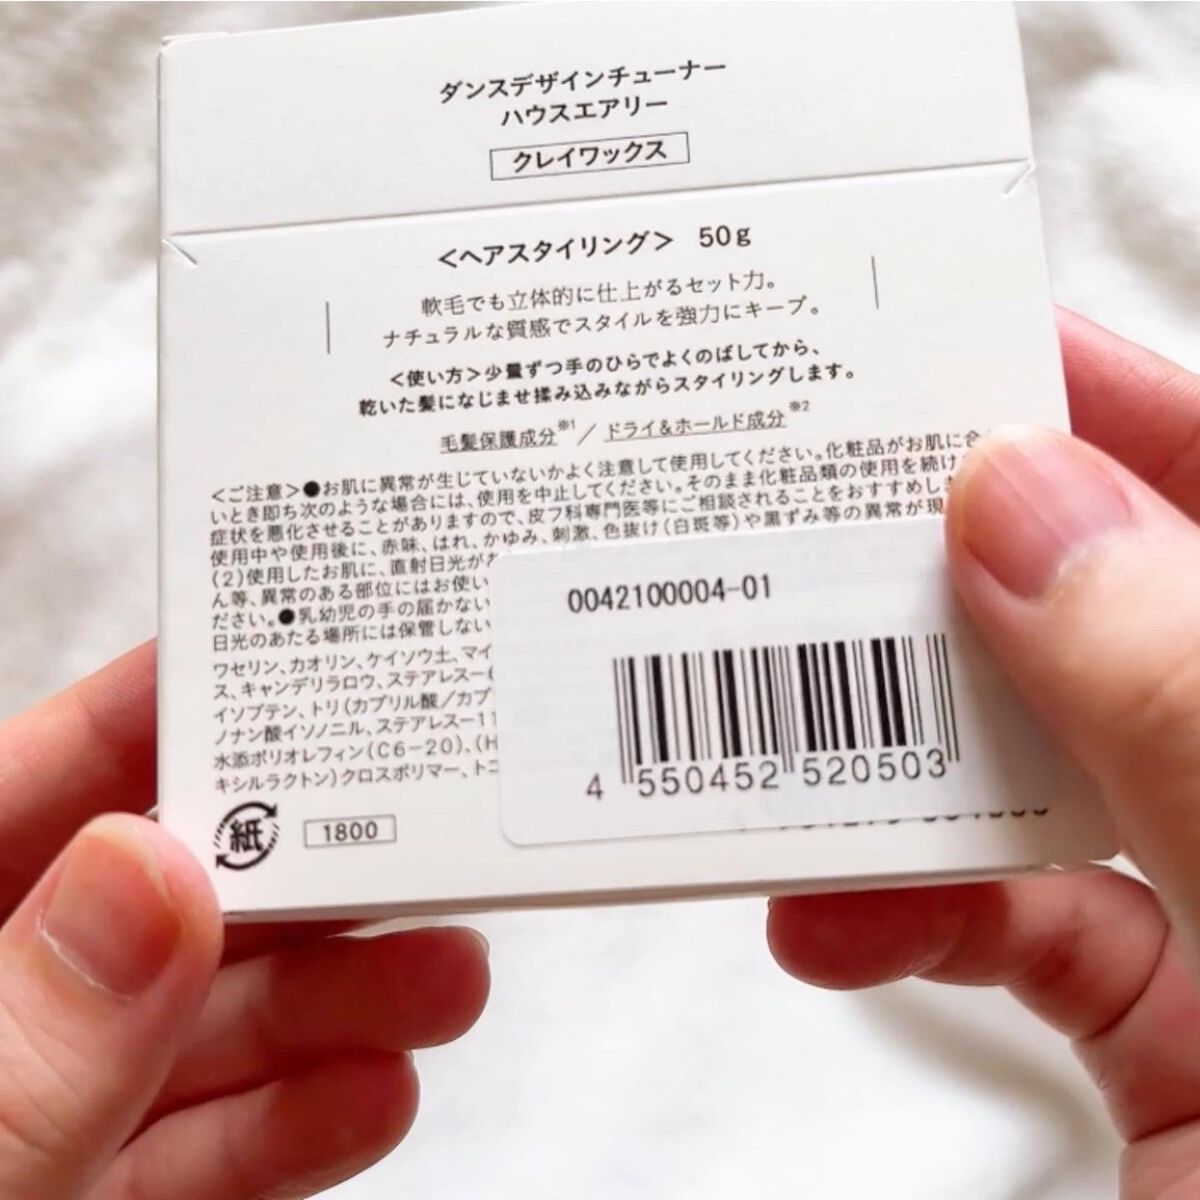 ダンスデザインチューナー
ハウスエアリー
クレイワックス
＜ヘアスタイリング＞ 50g
軟毛でも立体的に仕上がるセット力。
ナチュラルな質感でスタイルを強力にキープ。
＜使い方＞少量ずつ手のひらでよくのばしてから、
乾いた髪になじませ揉み込みながらスタイリングします。
毛髪保護成分※1／ドライ&ホールド成分※2
＜ご注意＞●お肌に異常が生じていないかよく注意して使用してください。化粧品がお肌に合
いとき即ち次のような場合には、使用を中止してください。そのまま化粧品類の使用を続け
症状を悪化させることがありますので、皮フ科専門医等にご相談されることをおすすめしま
使用中や使用後に、赤味、はれ、かゆみ、刺激、色抜け(白斑等)や黒ずみ等の異常が現
(2)使用したお肌に、直射日光が
ん等、異常のある部位にはお使い
ださい。●乳幼児の手の届かない
日光のあたる場所には保管しない
ワセリン、カオリン、ケイソウ土、マイ
ス、キャンデリラロウ、ステアレス－
イソブテン、トリ(カプリル酸／カプ
ノナン酸イソノニル、ステアレス－11
水添ポリオレフィン(C6－20)、(H
キシルラクトン)クロスポリマー、トコ
紙 1800
0042100004-01
4 550452 520503